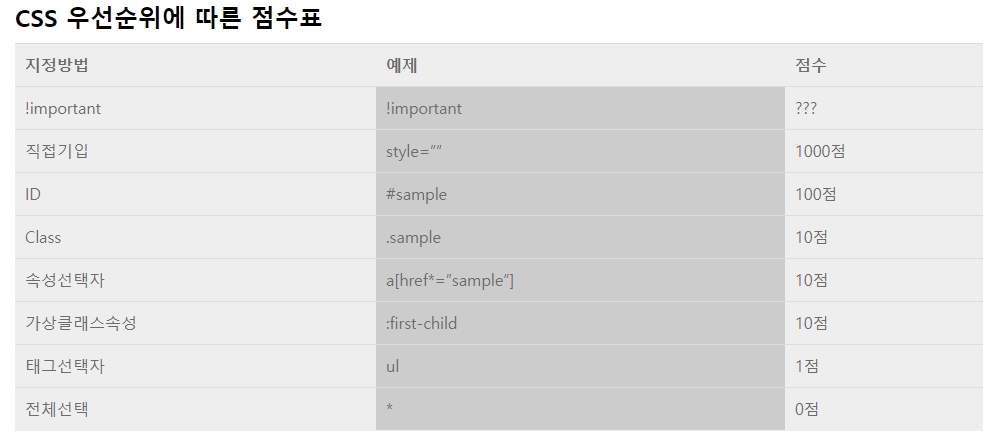 CSS 우선순위에 따른 점수표
지정방법 예제 점수
!important !important ???
직접기입 style="" 1000점
ID #sample 100점
Class .sample 10점
속성선택자 a[href*="sample"] 10점
가상클래스속성 :first-child 10점
태그선택자 ul 1점
전체선택 * 0점